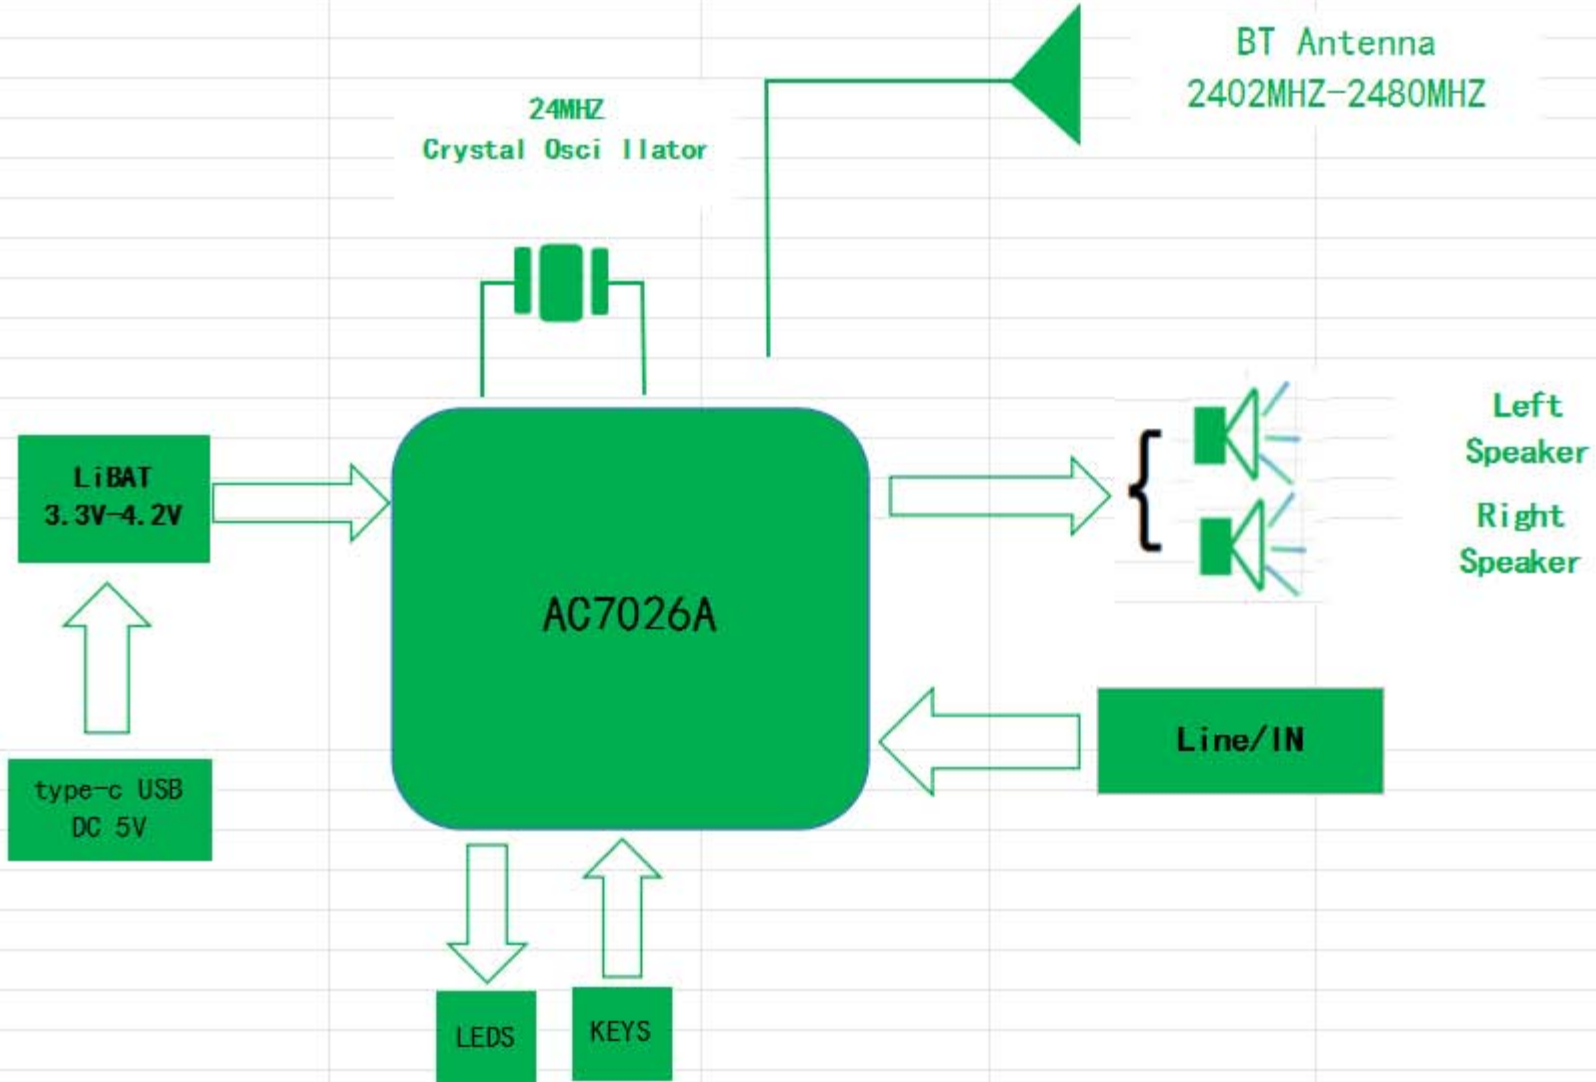 BT Antenna
2402MHZ-2480MHZ
24MHZ
Crystal Osci llator
Left
Speaker
Right
Speaker
LiBAT
3.3V-4.2V
AC7026A
Line/IN
type-c USB
DC 5V
LEDS
KEYS